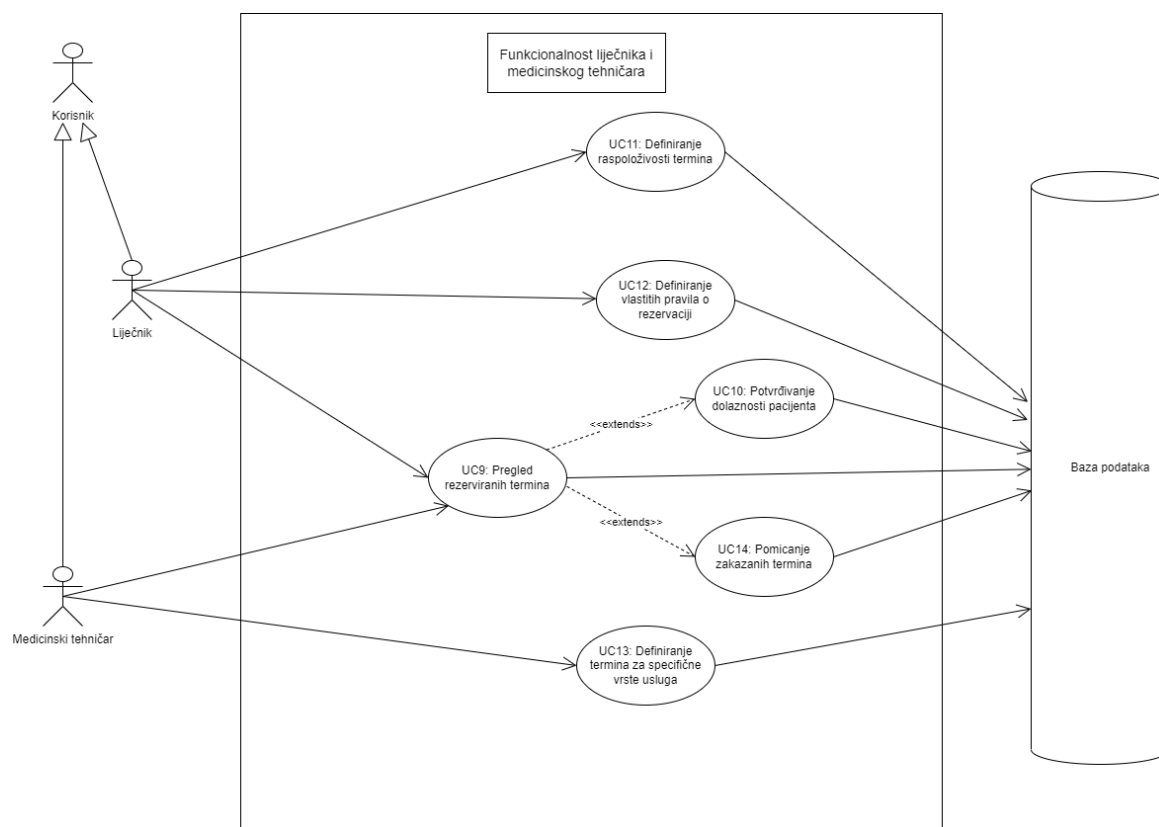 Funkcionalnost liječnika i
medicinskog tehničara
Korisnik
UC11: Definiranje
raspoloživosti termina
UC12: Definiranje
vlastitih pravila o
rezervaciji
Liječnik
UC10: Potvrđivanje
dolaznosti pacijenta
<<extends>>
UC9: Pregled
rezerviranih termina
Baza podataka
<<extends>>
UC14: Pomicanje
zakazanih termina
Medicinski tehničar
UC13: Definiranje
termina za specifične
vrste usluga